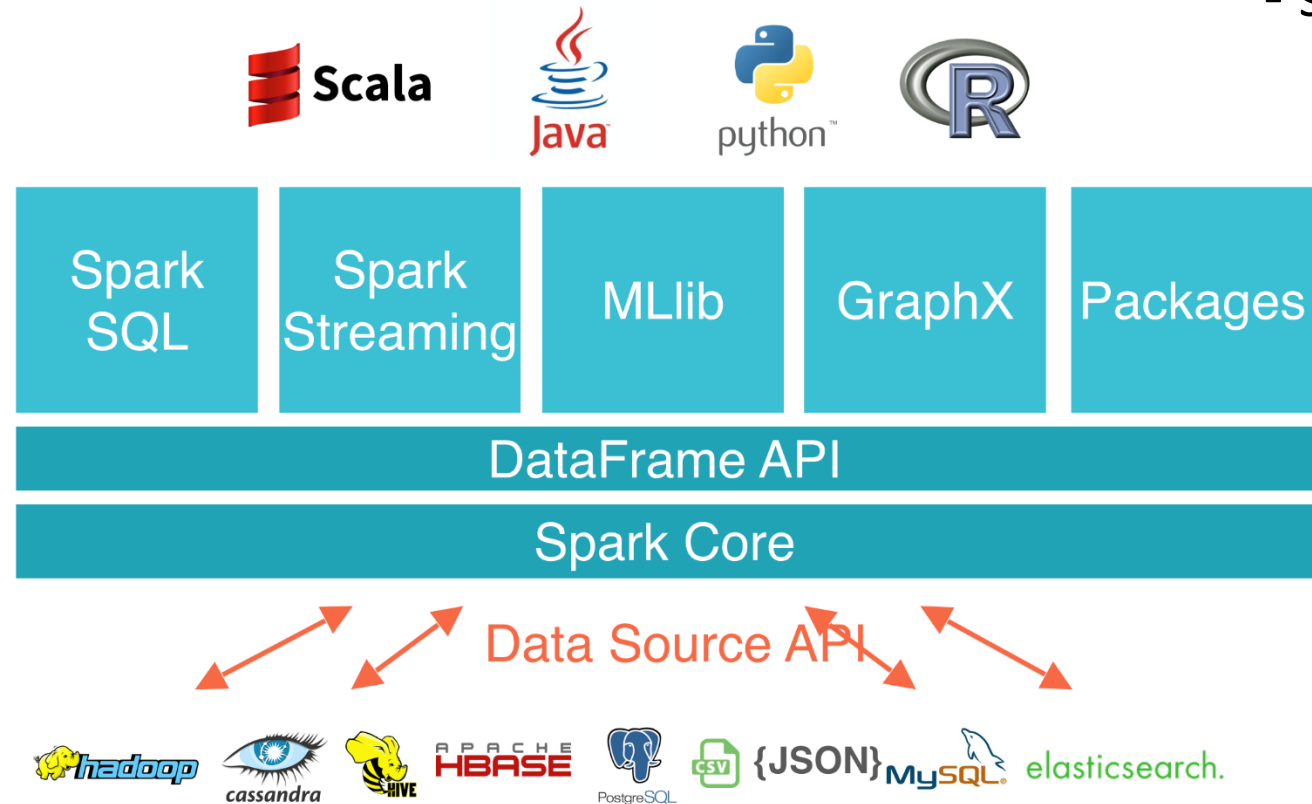 - S
Scala
Java
python™
R
Spark
SQL
Spark
Streaming
MLlib
GraphX
Packages
DataFrame API
Spark Core
Data Source API
hadoop
cassandra
HIVE
APACHE
HBASE
PostgreSQL
CSV
{JSON}
MySQL®
elasticsearch.